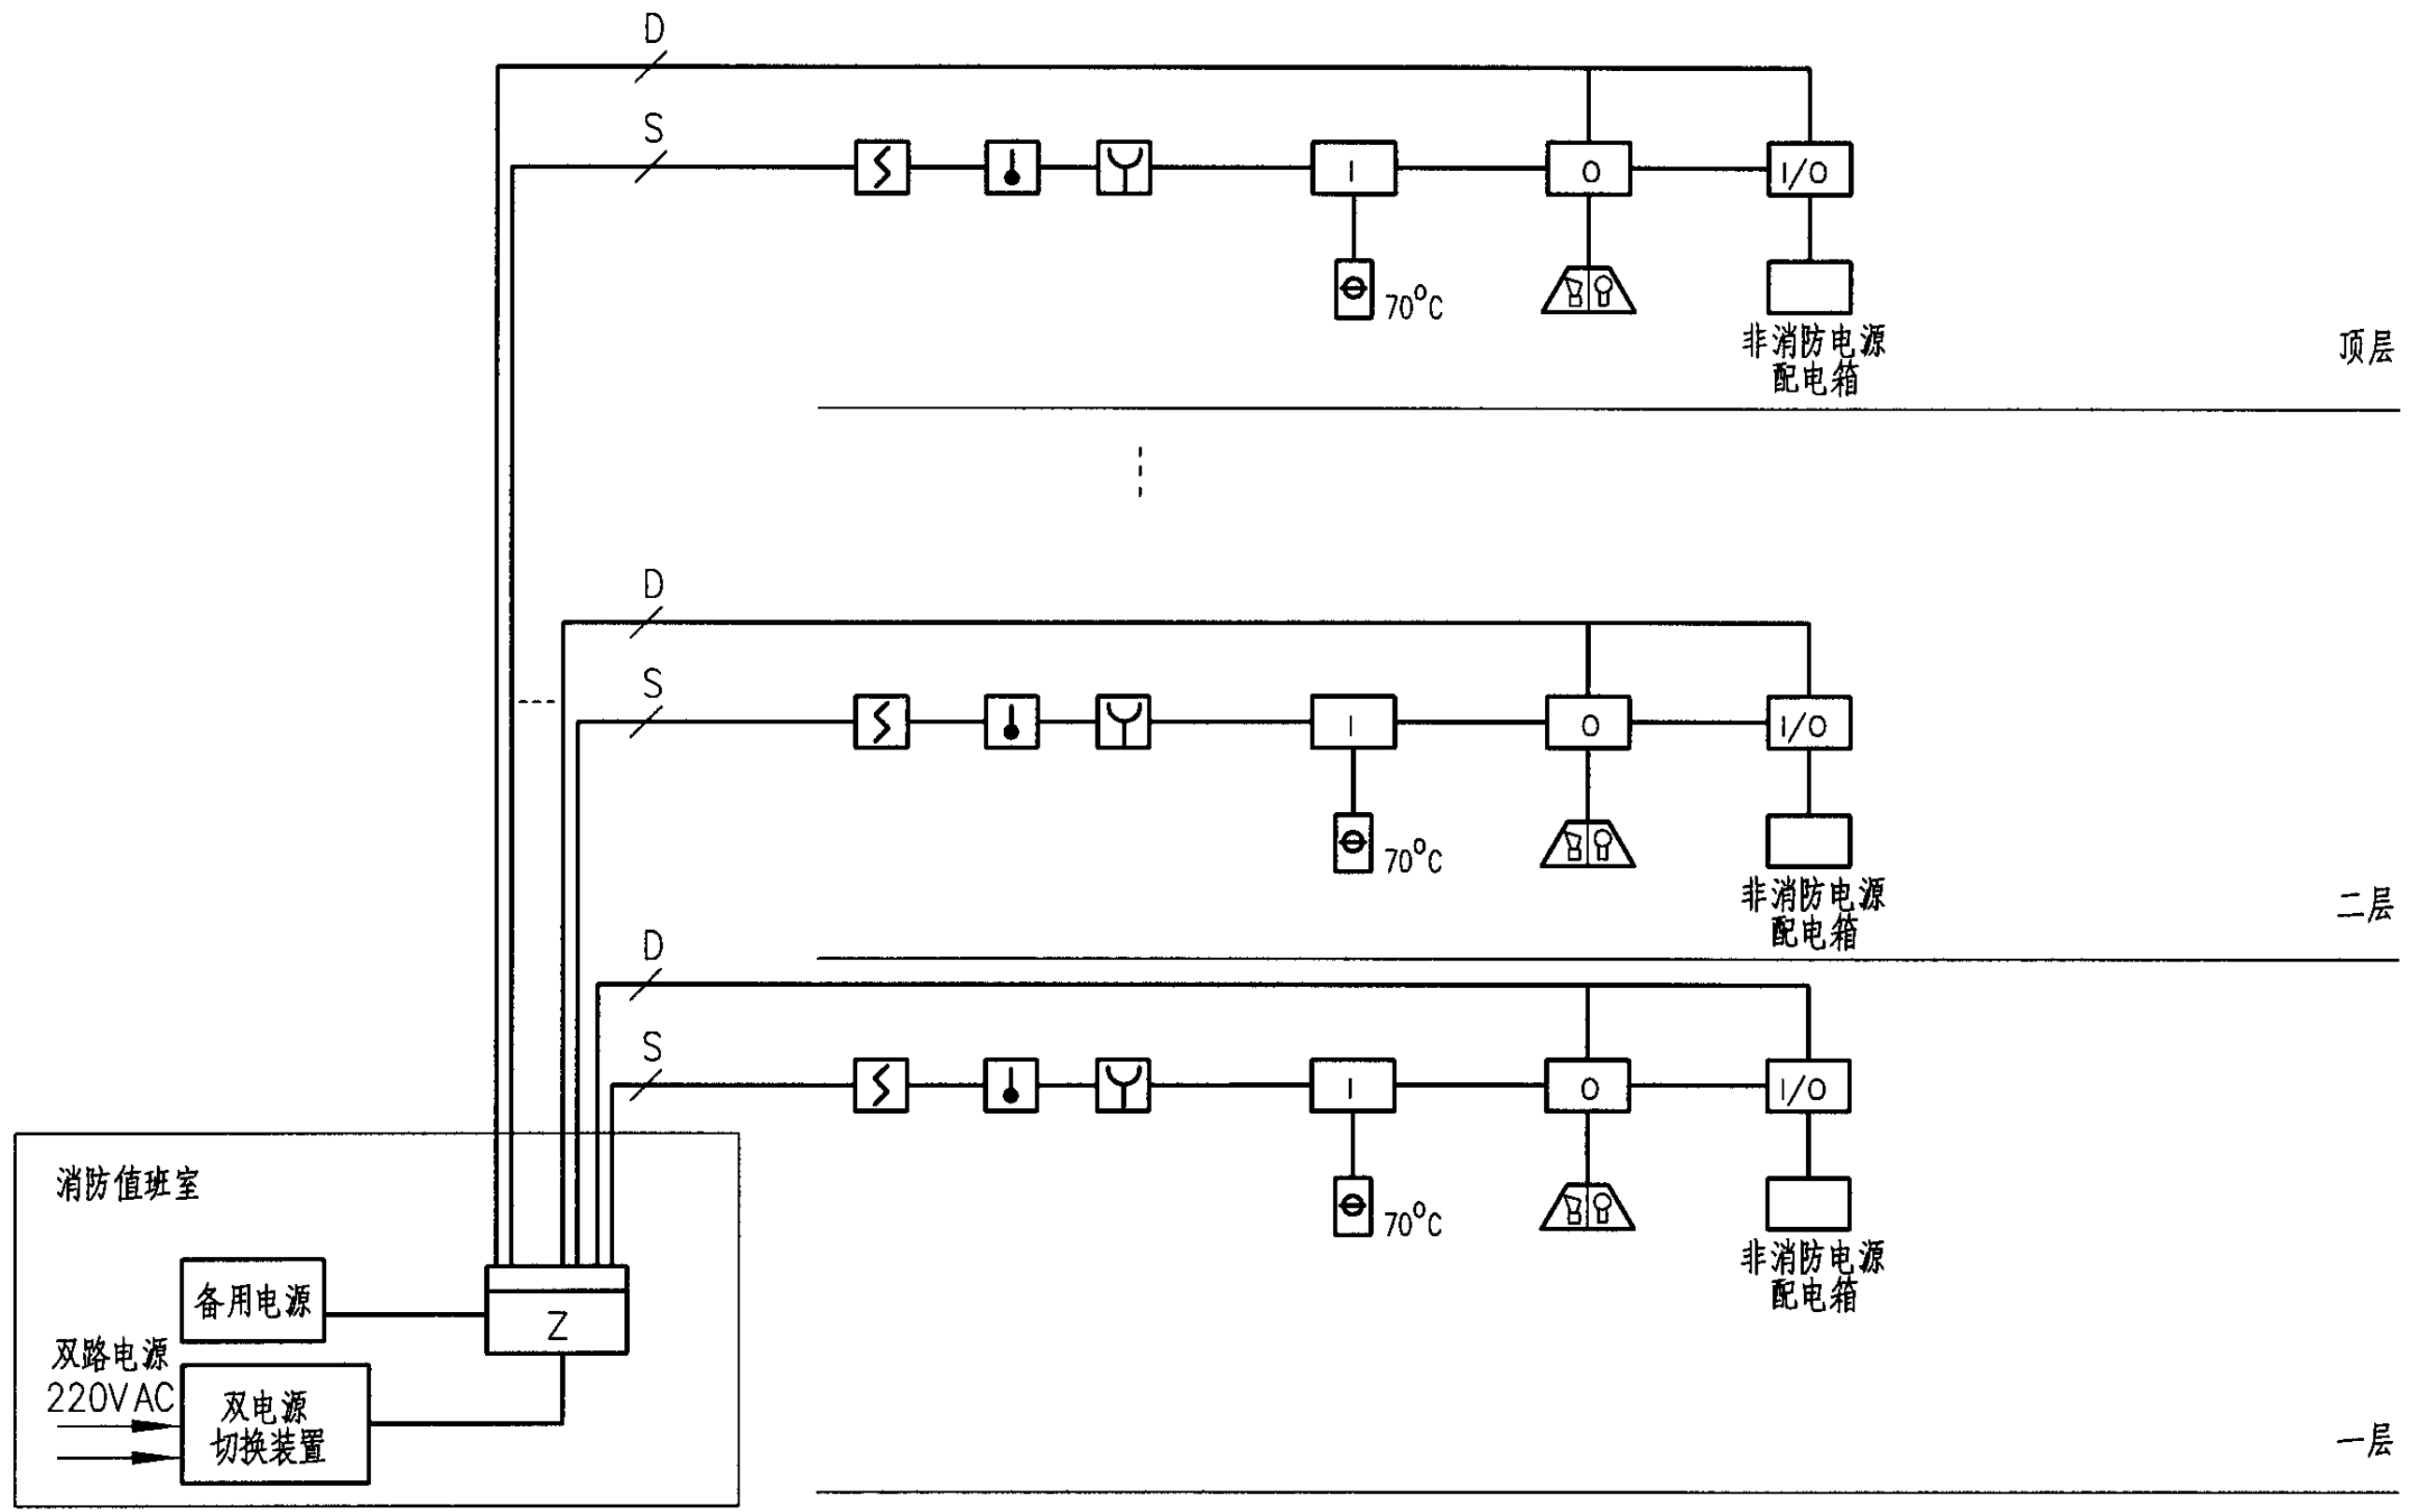 D
S
I
O
I/O
70°C
非消防电源
配电箱
顶层
D
S
I
O
I/O
70°C
非消防电源
配电箱
二层
D
S
I
O
I/O
70°C
非消防电源
配电箱
一层
消防值班室
备用电源
Z
双路电源
220VAC
双电源
切换装置